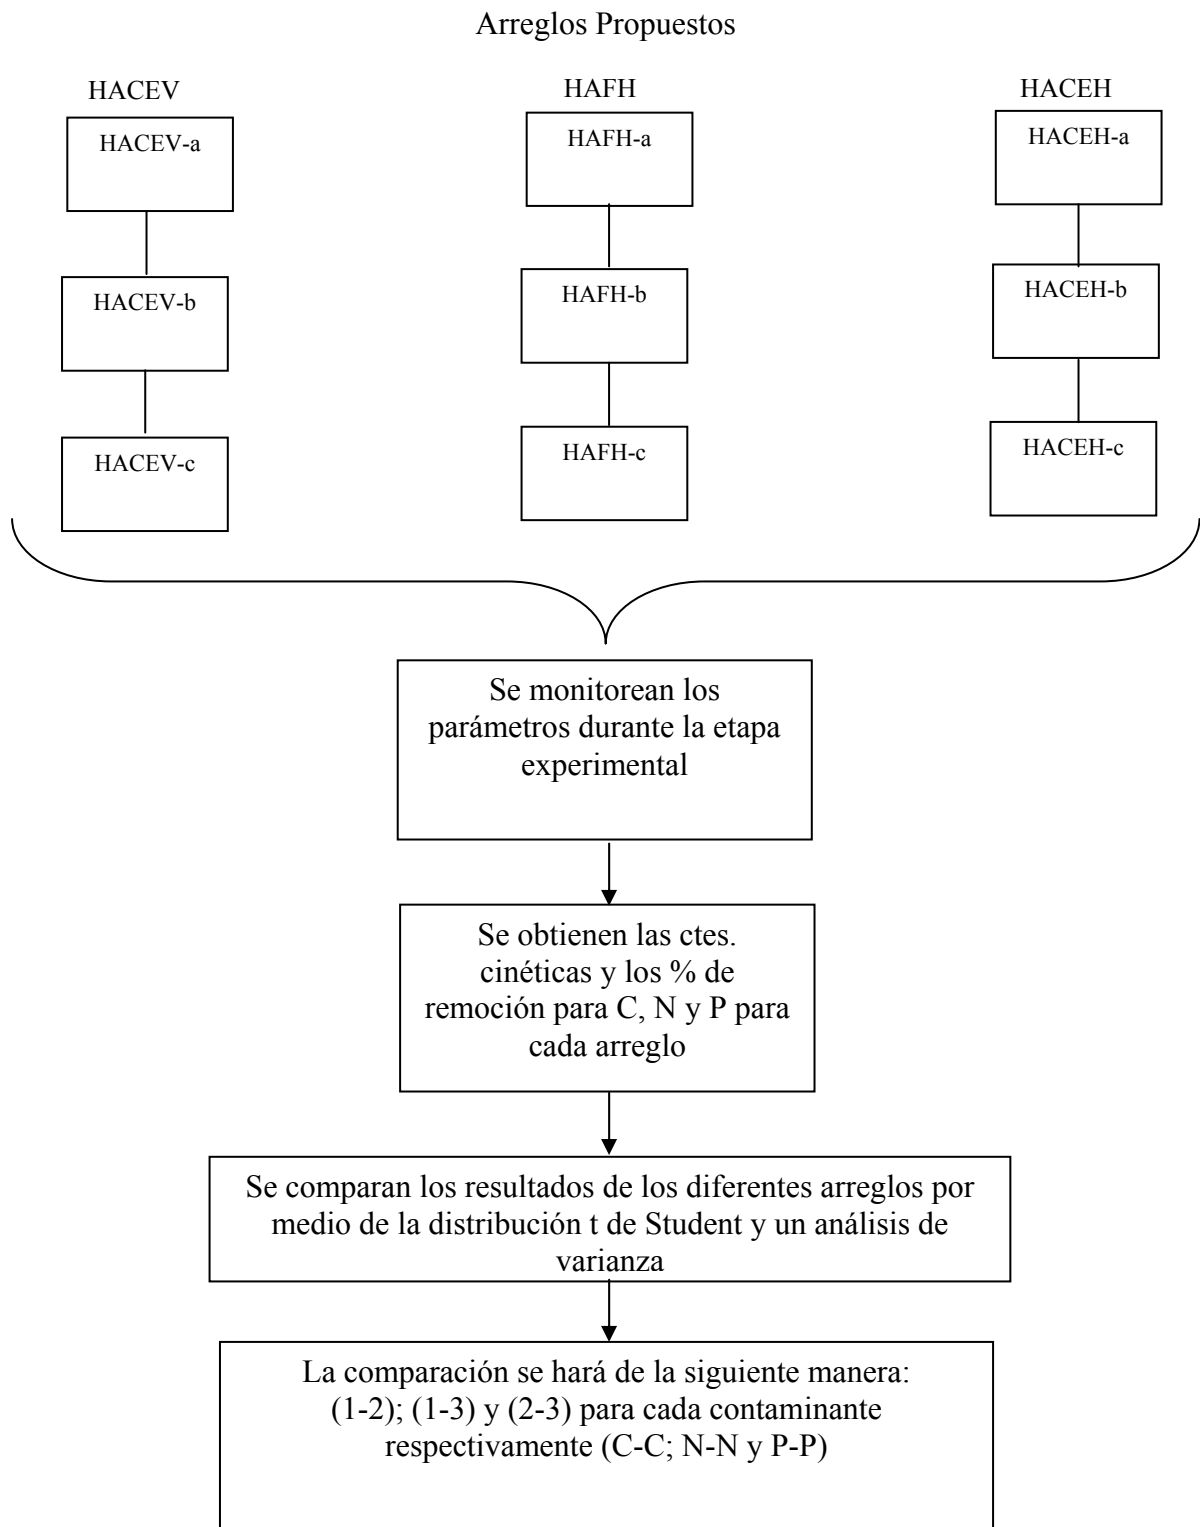 Arreglos Propuestos
HACEV
HAFH
HACEH
HACEV-a
HAFH-a
HACEH-a
HACEV-b
HAFH-b
HACEH-b
HACEV-c
HAFH-c
HACEH-c
Se monitorean los
parámetros durante la etapa
experimental
Se obtienen las ctes.
cinéticas y los % de
remoción para C, N y P para
cada arreglo
Se comparan los resultados de los diferentes arreglos por
medio de la distribución t de Student y un análisis de
varianza
La comparación se hará de la siguiente manera:
(1-2); (1-3) y (2-3) para cada contaminante
respectivamente (C-C; N-N y P-P)